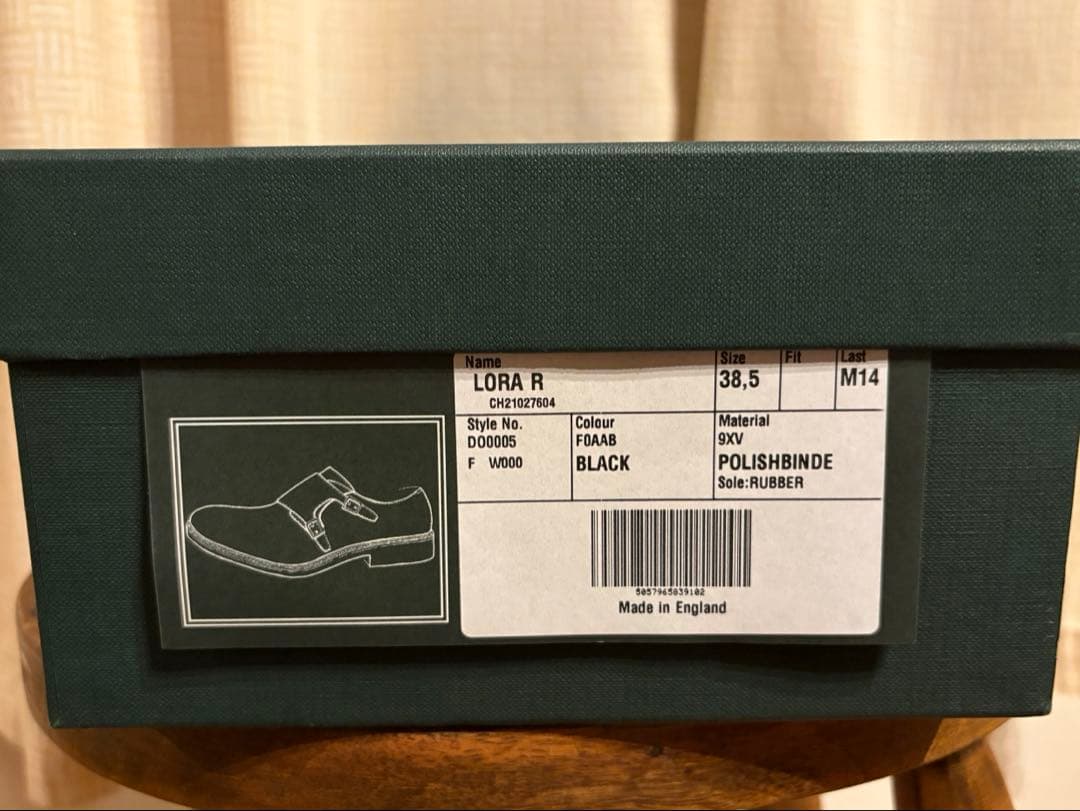 Name
LORA R
CH21027604
Size
38,5
Fit
Last
M14
Style No.
D00005
F W000
Colour
F0AAB
BLACK
Material
9XV
POLISHBINDE
Sole:RUBBER
5057965839102
Made in England